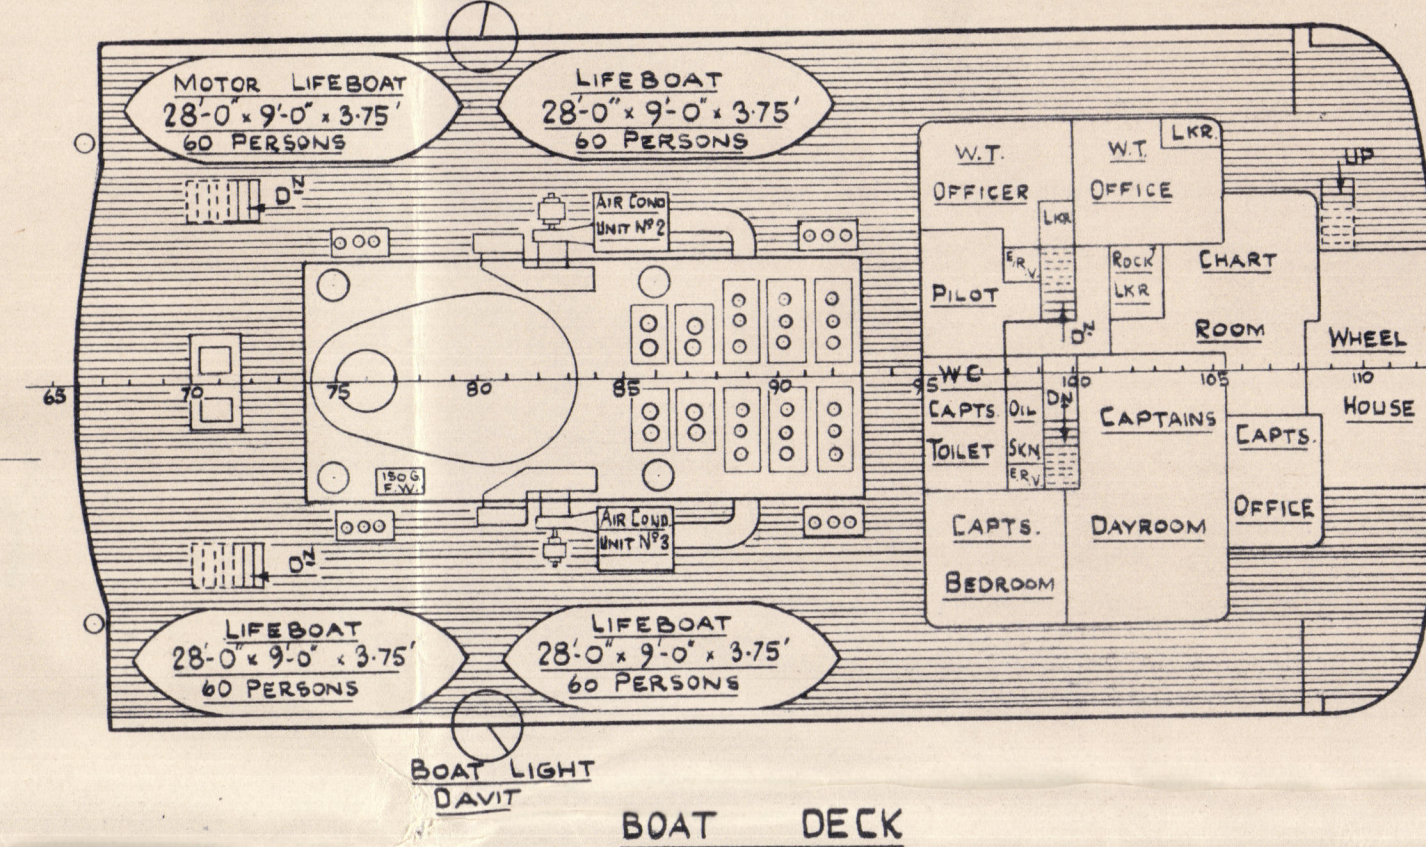 MOTOR LIFEBOAT
28'-0" x 9'-0" x 3·75'
60 PERSONS
LIFEBOAT
28'-0" x 9'-0" x 3·75'
60 PERSONS
DN
AIR COND
UNIT Nº2
W.T.
OFFICER
W.T.
OFFICE
LKR.
UP
LKR
E.R.V.
ROCKT
LKR
CHART
ROOM
PILOT
DN
WHEEL
HOUSE
65
70
75
80
85
90
95
100
105
110
WC
CAPTS.
TOILET
OIL
SKN
E.R.V.
DN
CAPTAINS
DAYROOM
CAPTS.
OFFICE
CAPTS.
BEDROOM
150 G.
F.W.
AIR COND.
UNIT Nº3
DN
LIFEBOAT
28'-0" x 9'-0" x 3·75'
60 PERSONS
LIFEBOAT
28'-0" x 9'-0" x 3·75'
60 PERSONS
BOAT LIGHT
DAVIT
BOAT DECK